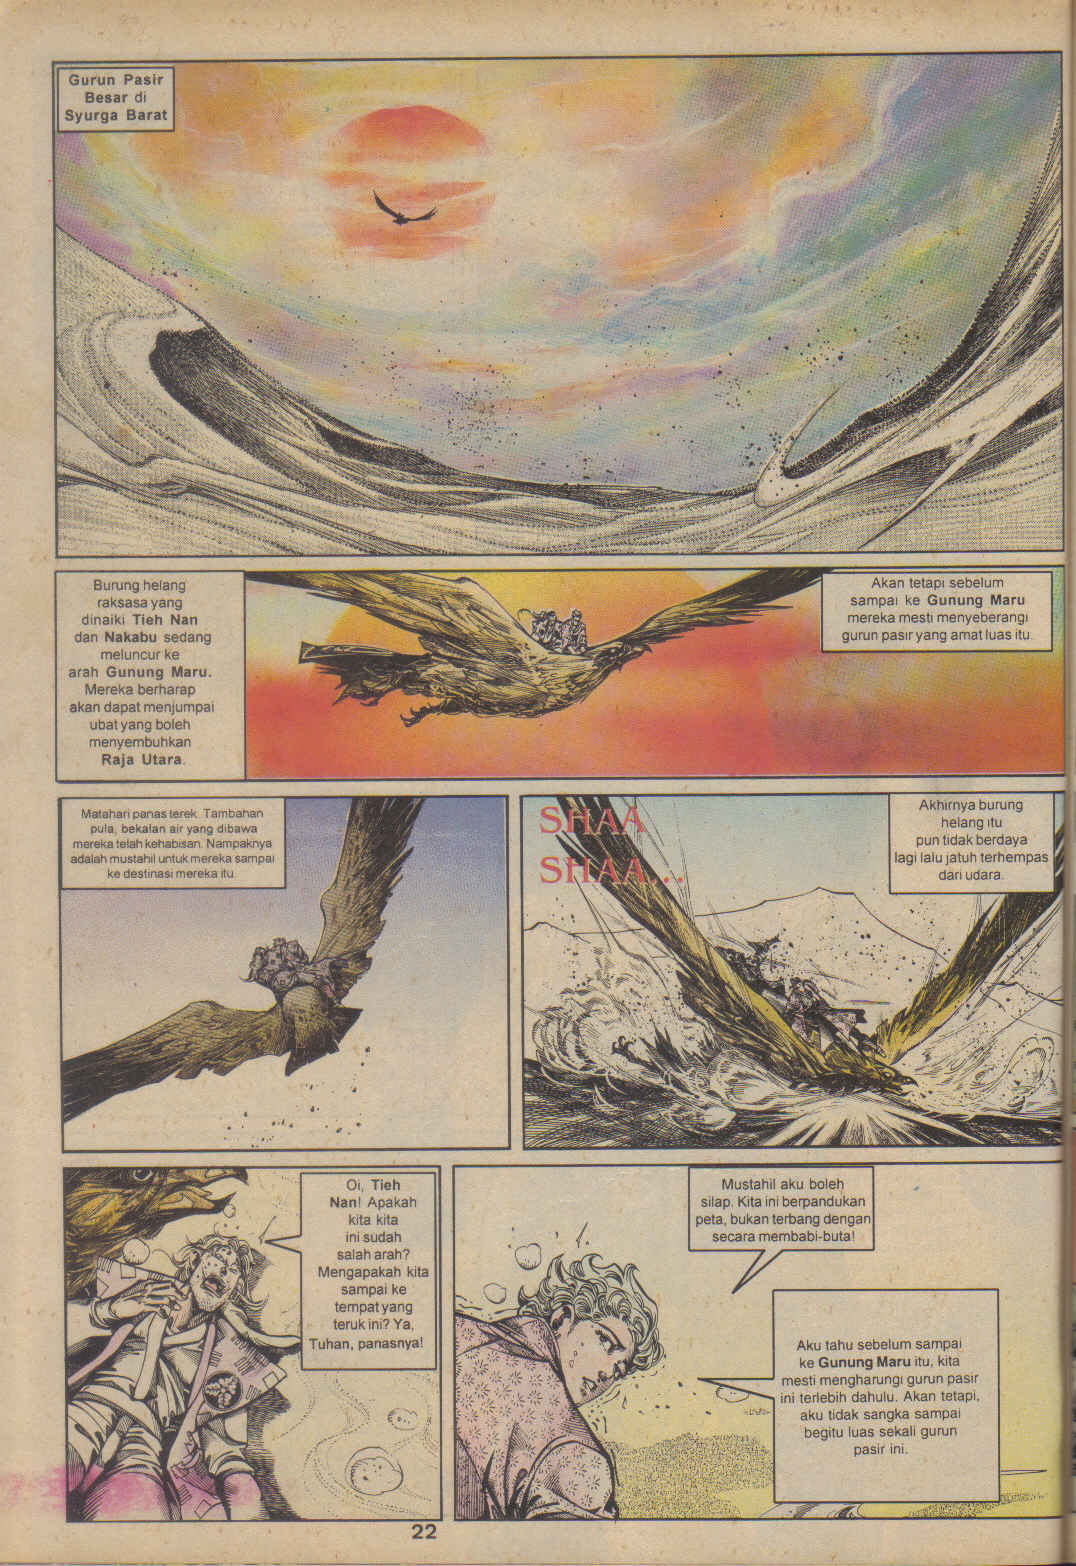 Gurun Pasir
Besar di
Syurga Barat
Burung helang
raksasa yang
dinaiki Tieh Nan
dan Nakabu sedang
meluncur ke
arah Gunung Maru.
Mereka berharap
akan dapat menjumpai
ubat yang boleh
menyembuhkan
Raja Utara.
Akan tetapi sebelum
sampai ke Gunung Maru
mereka mesti menyeberangi
gurun pasir yang amat luas itu.
Matahari panas terek. Tambahan
pula, bekalan air yang dibawa
mereka telah kehabisan. Nampaknya
adalah mustahil untuk mereka sampai
ke destinasi mereka itu.
SHAA
SHAA...
Akhirnya burung
helang itu
pun tidak berdaya
lagi lalu jatuh terhempas
dari udara.
Oi, Tieh
Nan! Apakah
kita kita
ini sudah
salah arah?
Mengapakah kita
sampai ke
tempat yang
teruk ini? Ya,
Tuhan, panasnya!
Mustahil aku boleh
silap. Kita ini berpandukan
peta, bukan terbang dengan
secara membabi-buta!
Aku tahu sebelum sampai
ke Gunung Maru itu, kita
mesti mengharungi gurun pasir
ini terlebih dahulu. Akan tetapi,
aku tidak sangka sampai
begitu luas sekali gurun
pasir ini.
22